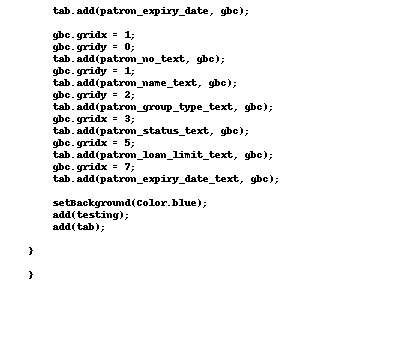 tab.add(patron_expiry_date, gbc);
gbc.gridx = 1;
gbc.gridy = 0;
tab.add(patron_no_text, gbc);
gbc.gridy = 1;
tab.add(patron_name_text, gbc);
gbc.gridy = 2;
tab.add(patron_group_type_text, gbc);
gbc.gridx = 3;
tab.add(patron_status_text, gbc);
gbc.gridx = 5;
tab.add(patron_loan_limit_text, gbc);
gbc.gridx = 7;
tab.add(patron_expiry_date_text, gbc);
setBackground(Color.blue);
add(testing);
add(tab);
}
}